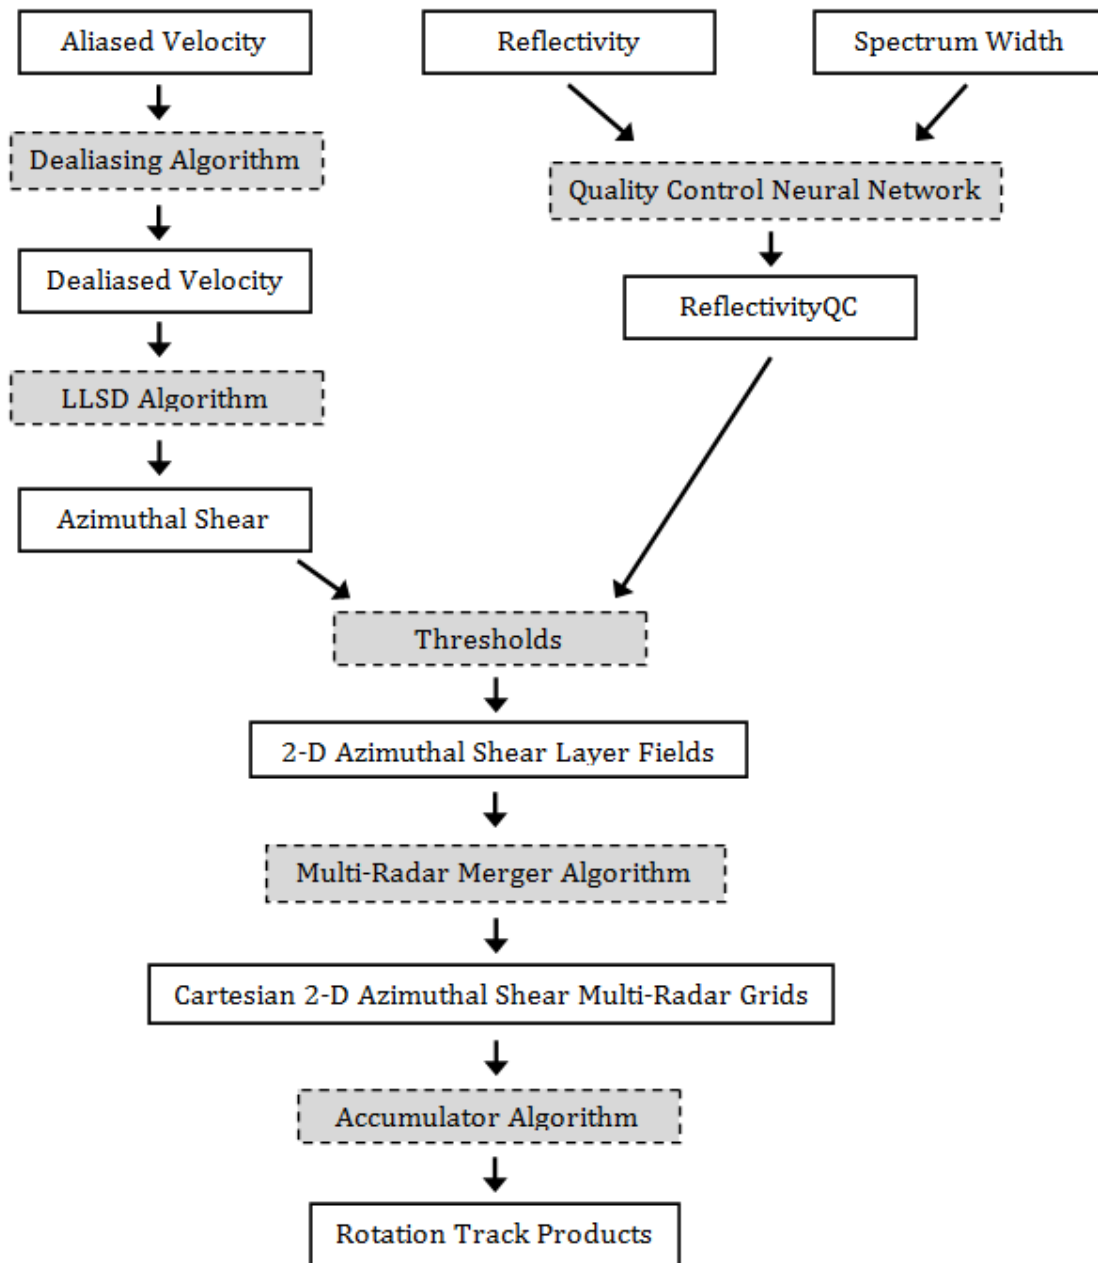 Aliased Velocity
Reflectivity
Spectrum Width
Dealiasing Algorithm
Quality Control Neural Network
Dealiased Velocity
ReflectivityQC
LLSD Algorithm
Azimuthal Shear
Thresholds
2-D Azimuthal Shear Layer Fields
Multi-Radar Merger Algorithm
Cartesian 2-D Azimuthal Shear Multi-Radar Grids
Accumulator Algorithm
Rotation Track Products